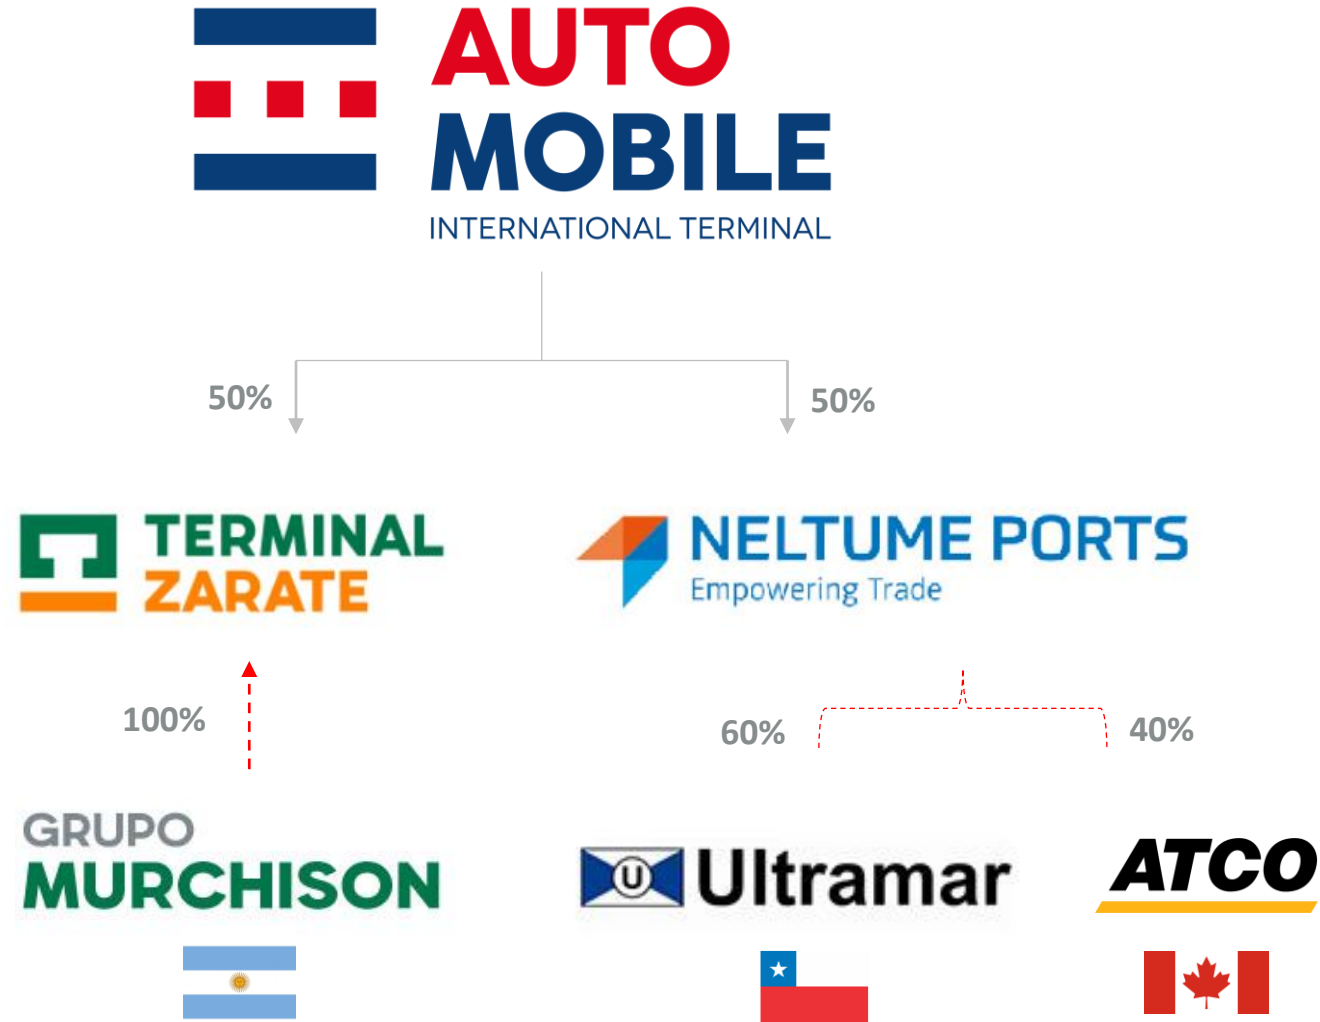 AUTO
MOBILE
INTERNATIONAL TERMINAL
50%
50%
TERMINAL
ZARATE
NELTUME PORTS
Empowering Trade
100%
60%
40%
GRUPO
MURCHISON
U
Ultramar
ATCO